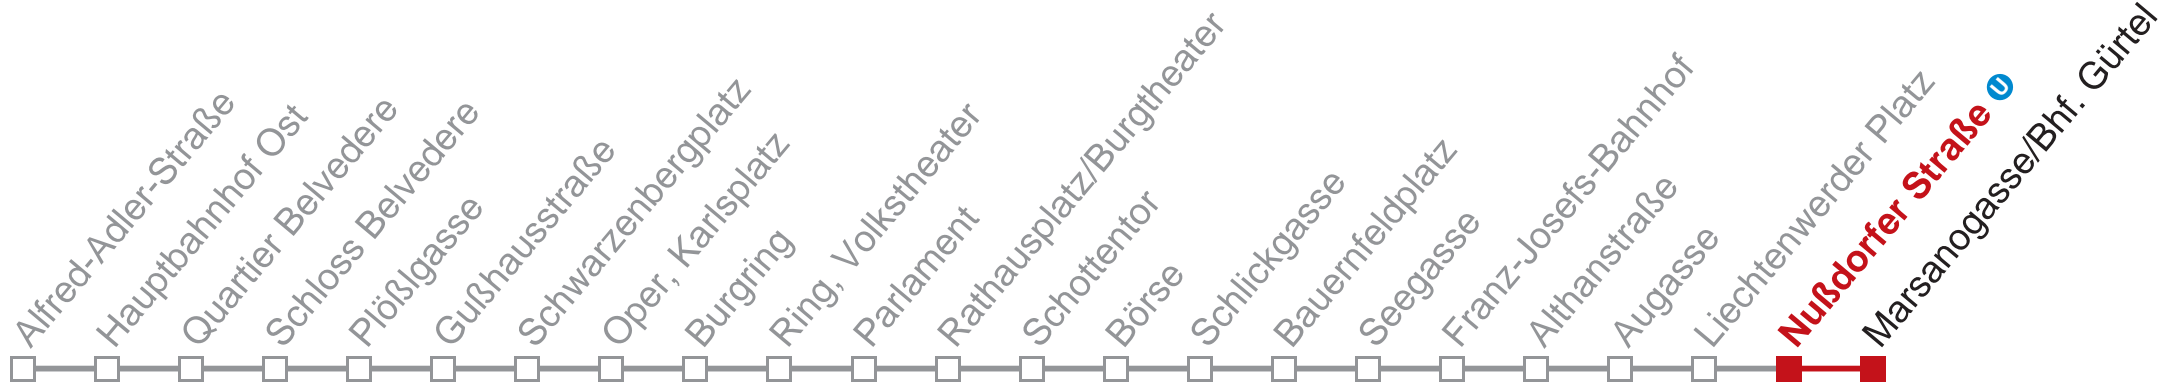 Alfred-Adler-Straße
Hauptbahnhof Ost
Quartier Belvedere
Schloss Belvedere
Plößlgasse
Gußhausstraße
Schwarzenbergplatz
Oper, Karlsplatz
Burgring
Ring, Volkstheater
Parlament
Rathausplatz/Burgtheater
Schottentor
Börse
Schlickgasse
Bauernfeldplatz
Seegasse
Franz-Josefs-Bahnhof
Althanstraße
Augasse
Liechtenwerder Platz
Nußdorfer Straße U
Marsanogasse/Bhf. Gürtel